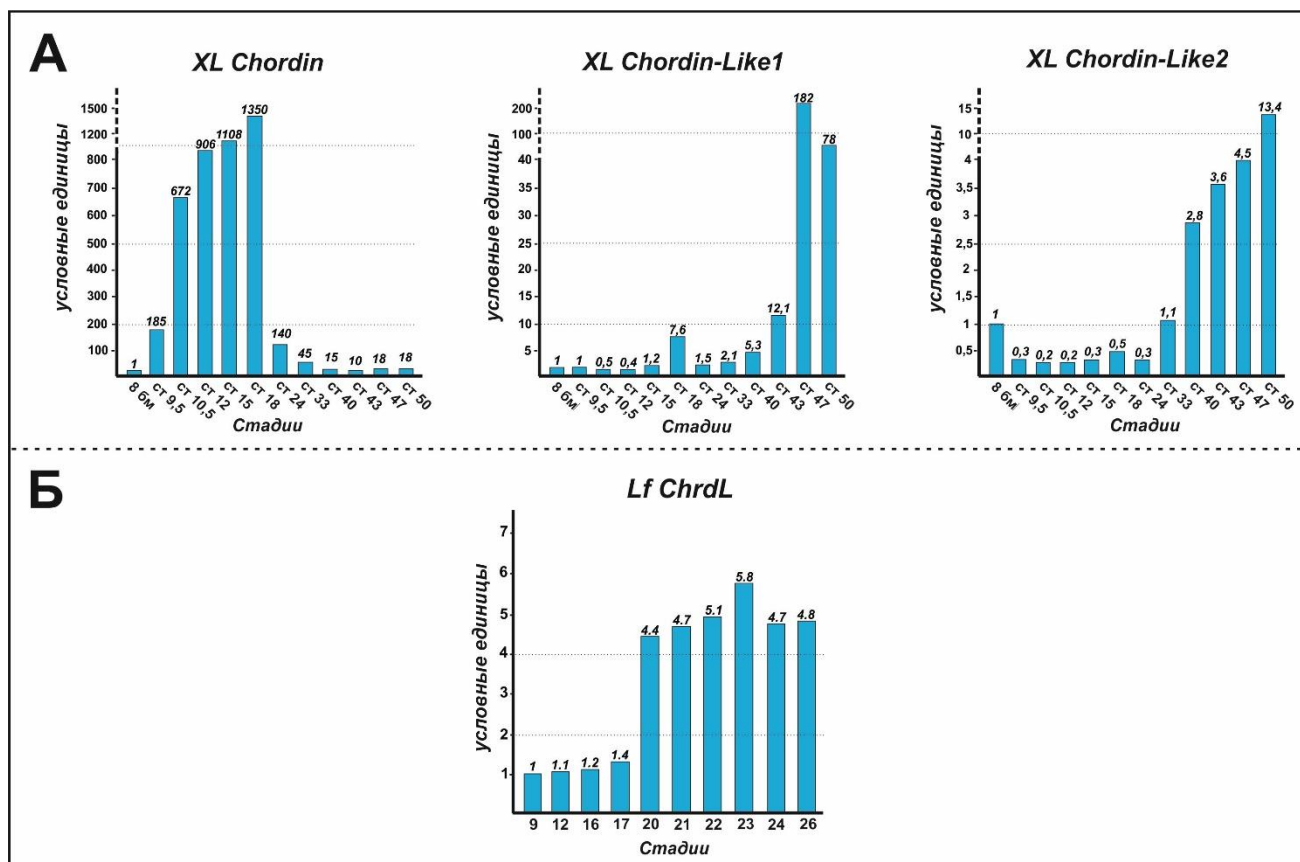 А
XL Chordin
условные единицы
1500
1200
800
700
600
500
400
300
200
100
1
185
672
906
1108
1350
140
45
15
10
18
18
8 бм
ст 9,5
ст 10,5
ст 12
ст 15
ст 18
ст 24
ст 33
ст 40
ст 43
ст 47
ст 50
Стадии
XL Chordin-Like1
условные единицы
200
100
40
35
30
25
20
15
10
5
1
1
0,5
0,4
1,2
7,6
1,5
2,1
5,3
12,1
182
78
8 бм
ст 9,5
ст 10,5
ст 12
ст 15
ст 18
ст 24
ст 33
ст 40
ст 43
ст 47
ст 50
Стадии
XL Chordin-Like2
условные единицы
15
10
4
3,5
3
2,5
2
1,5
1
0,5
1
0,3
0,2
0,2
0,3
0,5
0,3
1,1
2,8
3,6
4,5
13,4
8 бм
ст 9,5
ст 10,5
ст 12
ст 15
ст 18
ст 24
ст 33
ст 40
ст 43
ст 47
ст 50
Стадии
Б
Lf ChrdL
условные единицы
7
6
5
4
3
2
1
1
1.1
1.2
1.4
4.4
4.7
5.1
5.8
4.7
4.8
9 12 16 17 20 21 22 23 24 26
Стадии